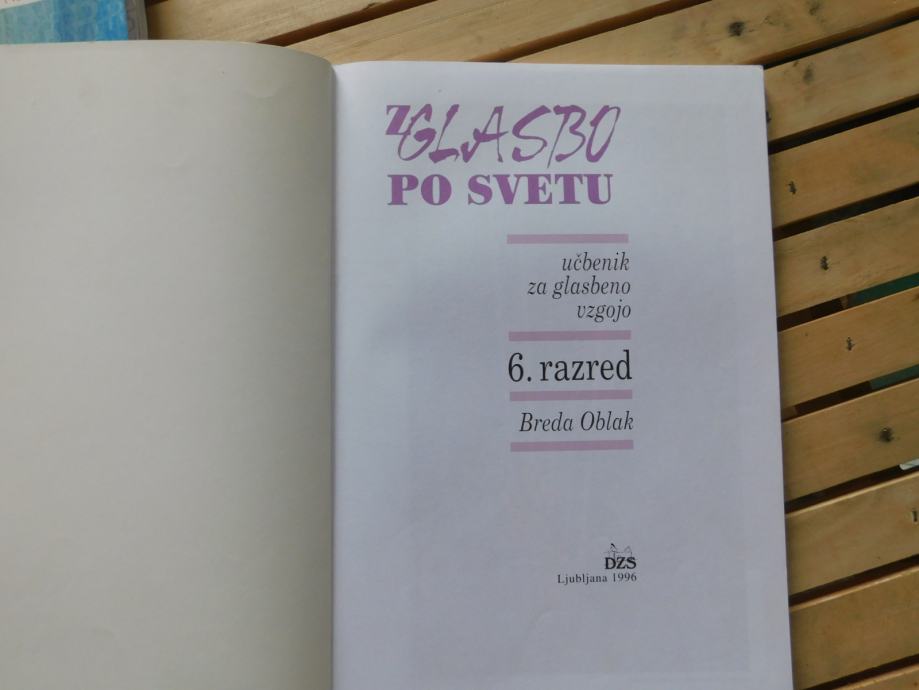 Z GLASBO
PO SVETU
učbenik
za glasbeno
vzgojo
6. razred
Breda Oblak
DZS
Ljubljana 1996